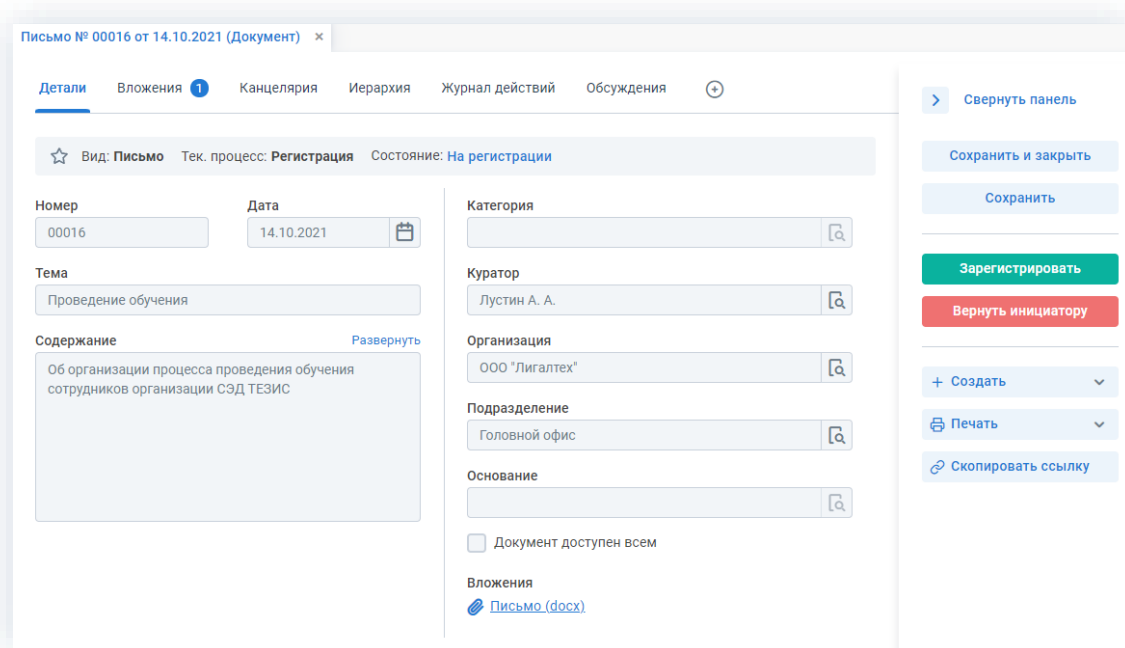 Письмо № 00016 от 14.10.2021 (Документ) ×
Детали Вложения 1 Канцелярия Иерархия Журнал действий Обсуждения
Вид: Письмо Тек. процесс: Регистрация Состояние: На регистрации
Номер Дата
00016 14.10.2021
Тема
Проведение обучения
Содержание Развернуть
Об организации процесса проведения обучения
сотрудников организации СЭД ТЕЗИС
Категория
Куратор
Лустин А. А.
Организация
ООО "Лигалтех"
Подразделение
Головной офис
Основание
Документ доступен всем
Вложения
Письмо (docx)
Свернуть панель
Сохранить и закрыть
Сохранить
Зарегистрировать
Вернуть инициатору
+ Создать
Печать
Скопировать ссылку